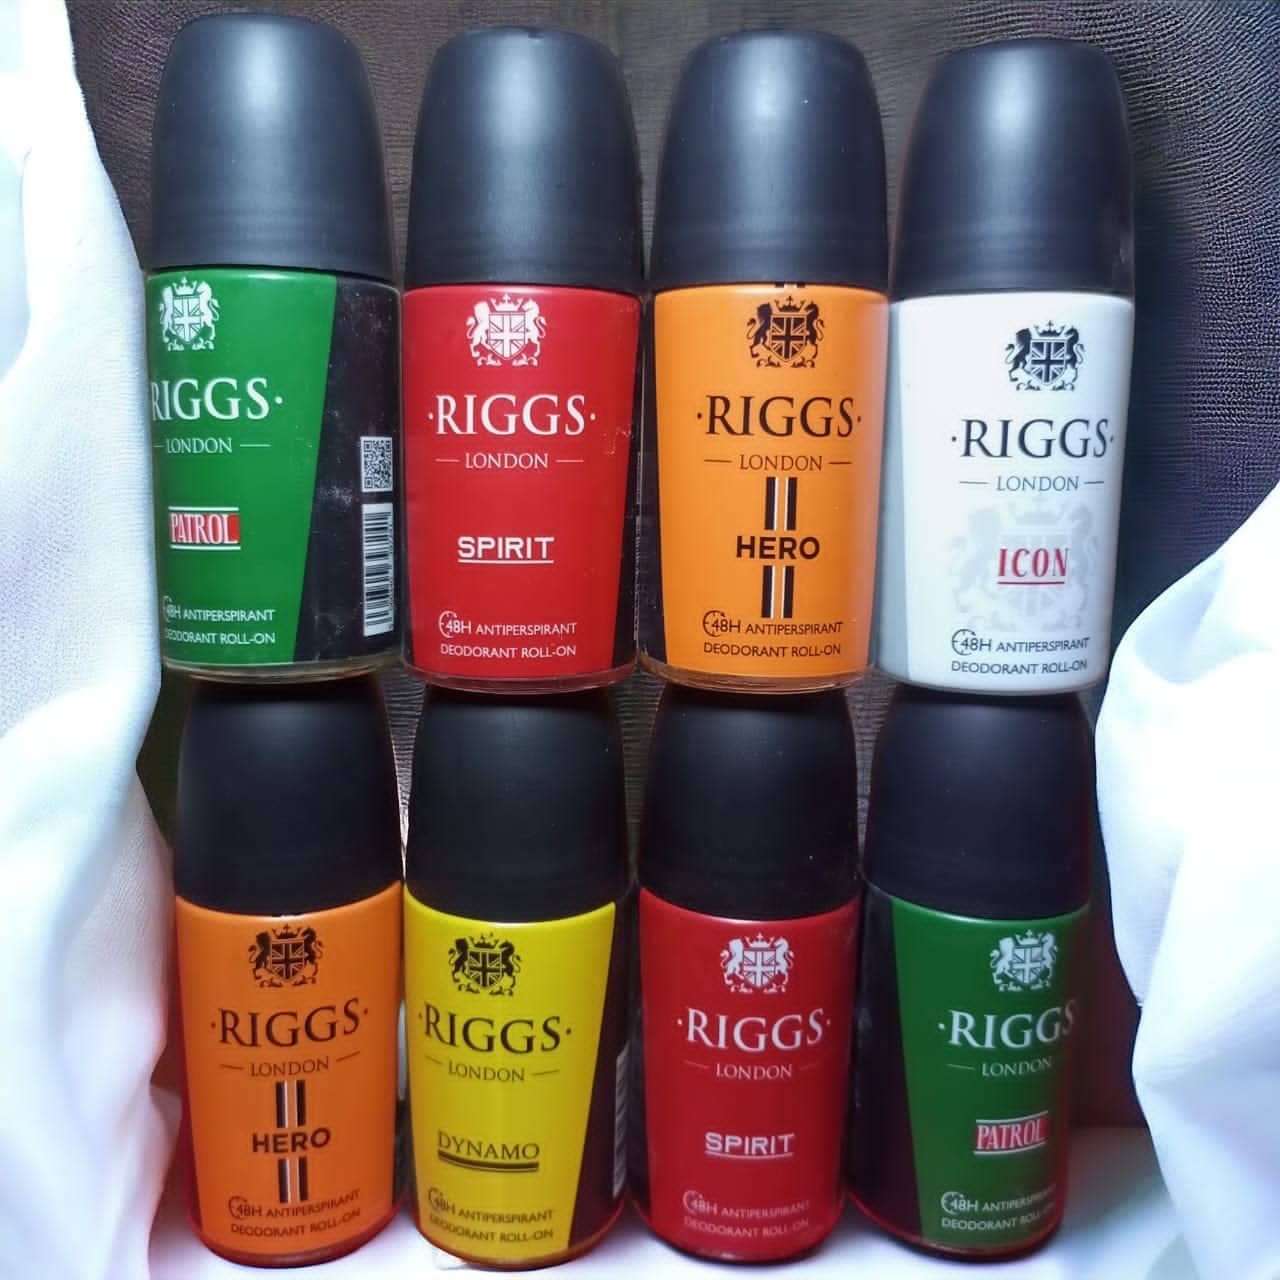 RIGGS·
LONDON
PATROL
48H ANTIPERSPIRANT
DEODORANT ROLL-ON
·RIGGS·
LONDON
SPIRIT
48H ANTIPERSPIRANT
DEODORANT ROLL-ON
·RIGGS·
LONDON
HERO
48H ANTIPERSPIRANT
DEODORANT ROLL-ON
·RIGGS·
LONDON
ICON
48H ANTIPERSPIRANT
DEODORANT ROLL-ON
·RIGGS·
LONDON
HERO
48H ANTIPERSPIRANT
DEODORANT ROLL-ON
·RIGGS·
LONDON
DYNAMO
48H ANTIPERSPIRANT
DEODORANT ROLL-ON
·RIGGS·
LONDON
SPIRIT
48H ANTIPERSPIRANT
DEODORANT ROLL-ON
·RIGGS
LONDON
PATROL
48H ANTIPERSPIRANT
DEODORANT ROLL-ON